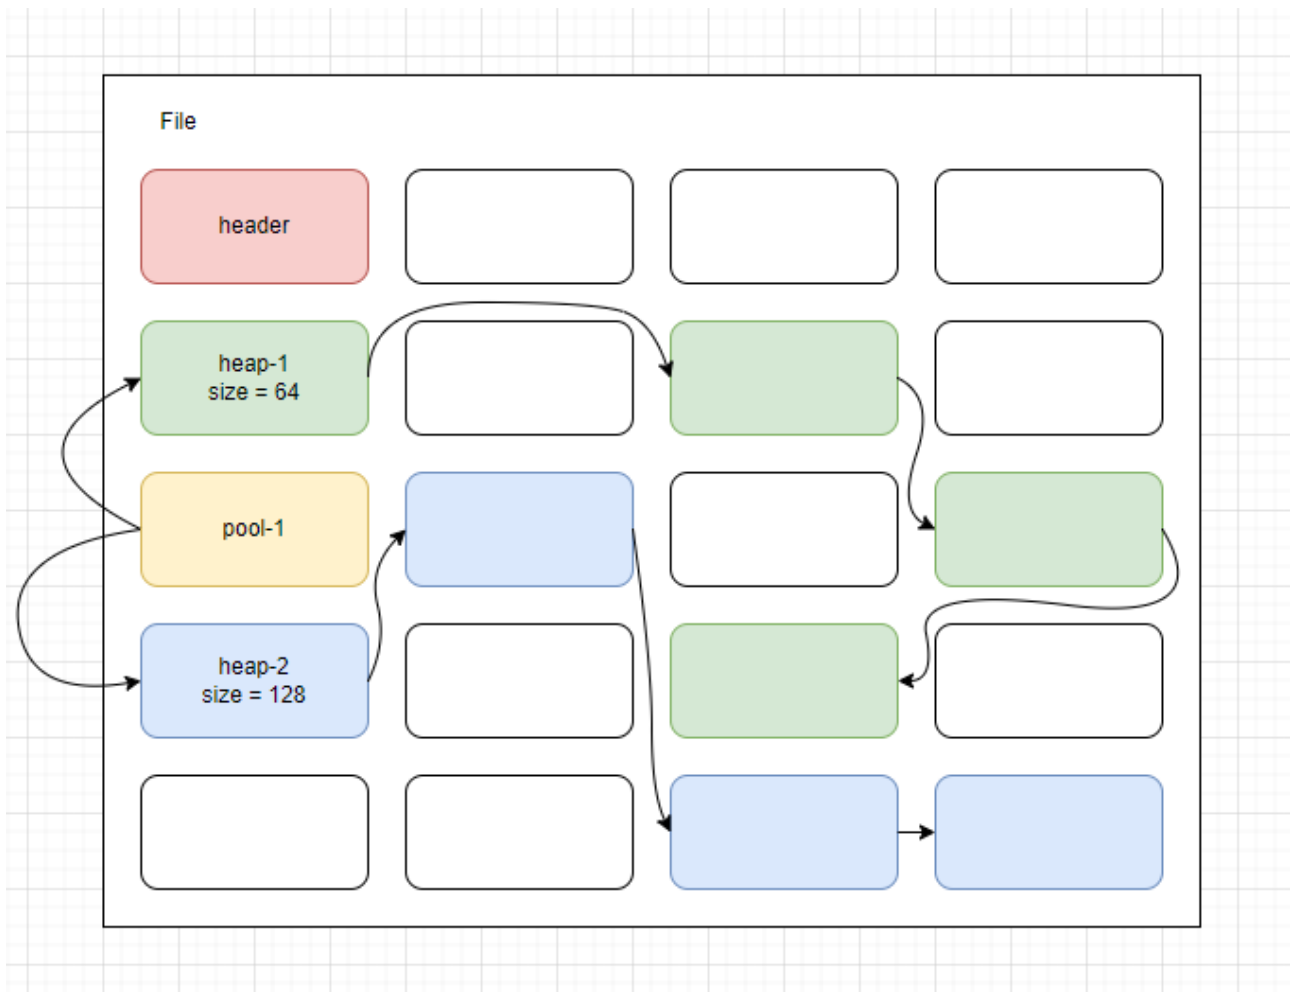 File
header
heap-1
size = 64
pool-1
heap-2
size = 128